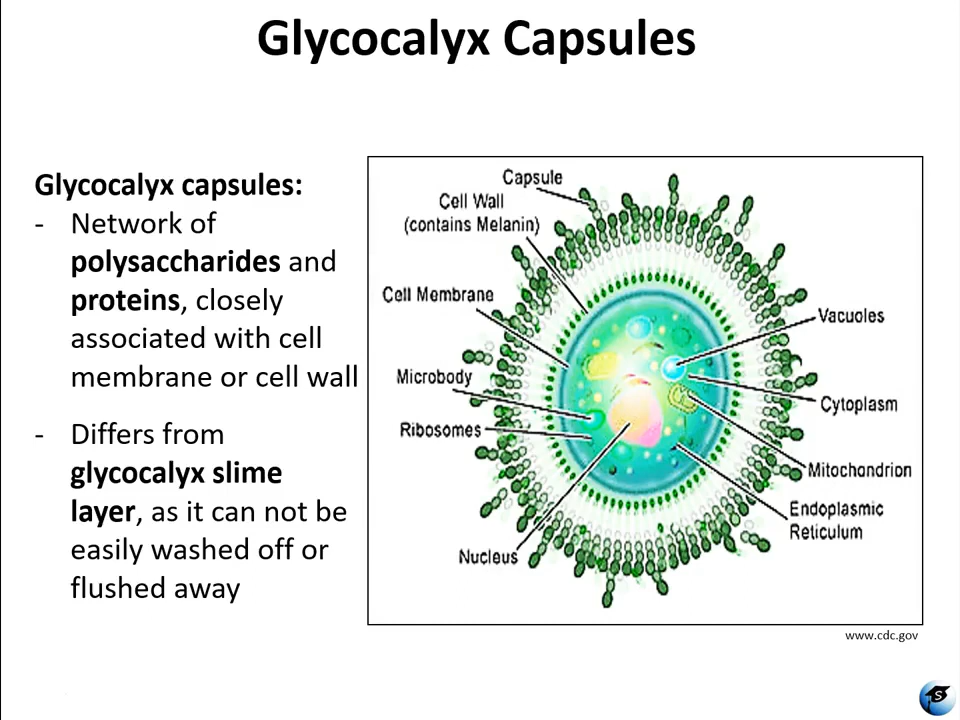 Glycocalyx Capsules
Glycocalyx capsules:
- Network of
polysaccharides and
proteins, closely
associated with cell
membrane or cell wall
- Differs from
glycocalyx slime
layer, as it can not be
easily washed off or
flushed away
Capsule
Cell Wall
(contains Melanin)
Cell Membrane
Microbody
Ribosomes
Nucleus
Vacuoles
Cytoplasm
Mitochondrion
Endoplasmic
Reticulum
www.cdc.gov
S